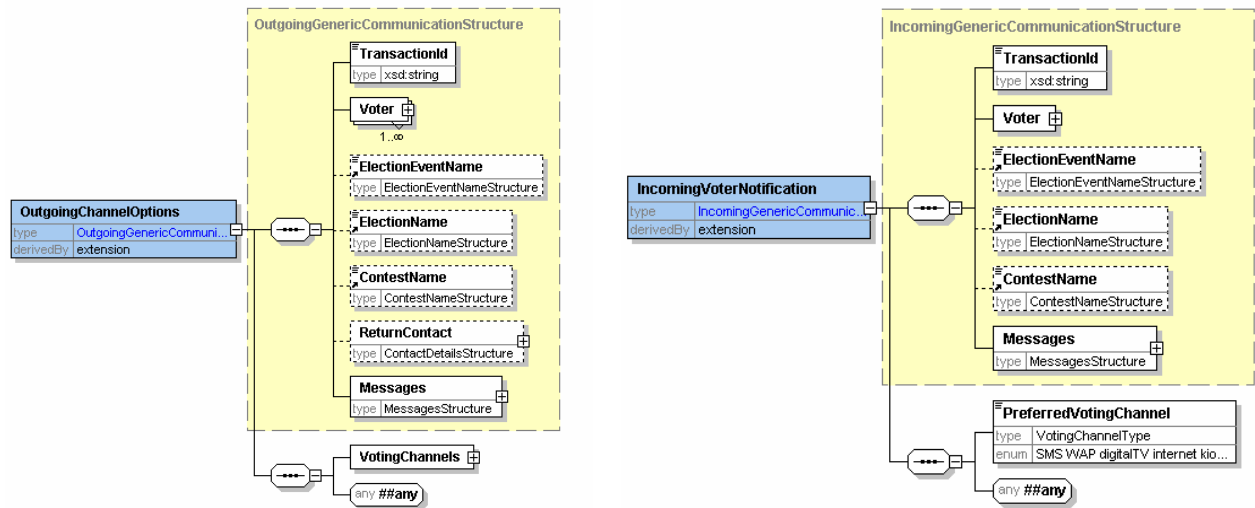 OutgoingGenericCommunicationStructure
TransactionId
type xsd:string
Voter
1..∞
ElectionEventName
type ElectionEventNameStructure
OutgoingChannelOptions
type OutgoingGenericCommuni...
derivedBy extension
ElectionName
type ElectionNameStructure
ContestName
type ContestNameStructure
ReturnContact
type ContactDetailsStructure
Messages
type MessagesStructure
VotingChannels
any ##any
IncomingGenericCommunicationStructure
TransactionId
type xsd:string
Voter
ElectionEventName
type ElectionEventNameStructure
IncomingVoterNotification
type IncomingGenericCommunic...
derivedBy extension
ElectionName
type ElectionNameStructure
ContestName
type ContestNameStructure
Messages
type MessagesStructure
PreferredVotingChannel
type VotingChannelType
enum SMS WAP digitalTV internet kio...
any ##any